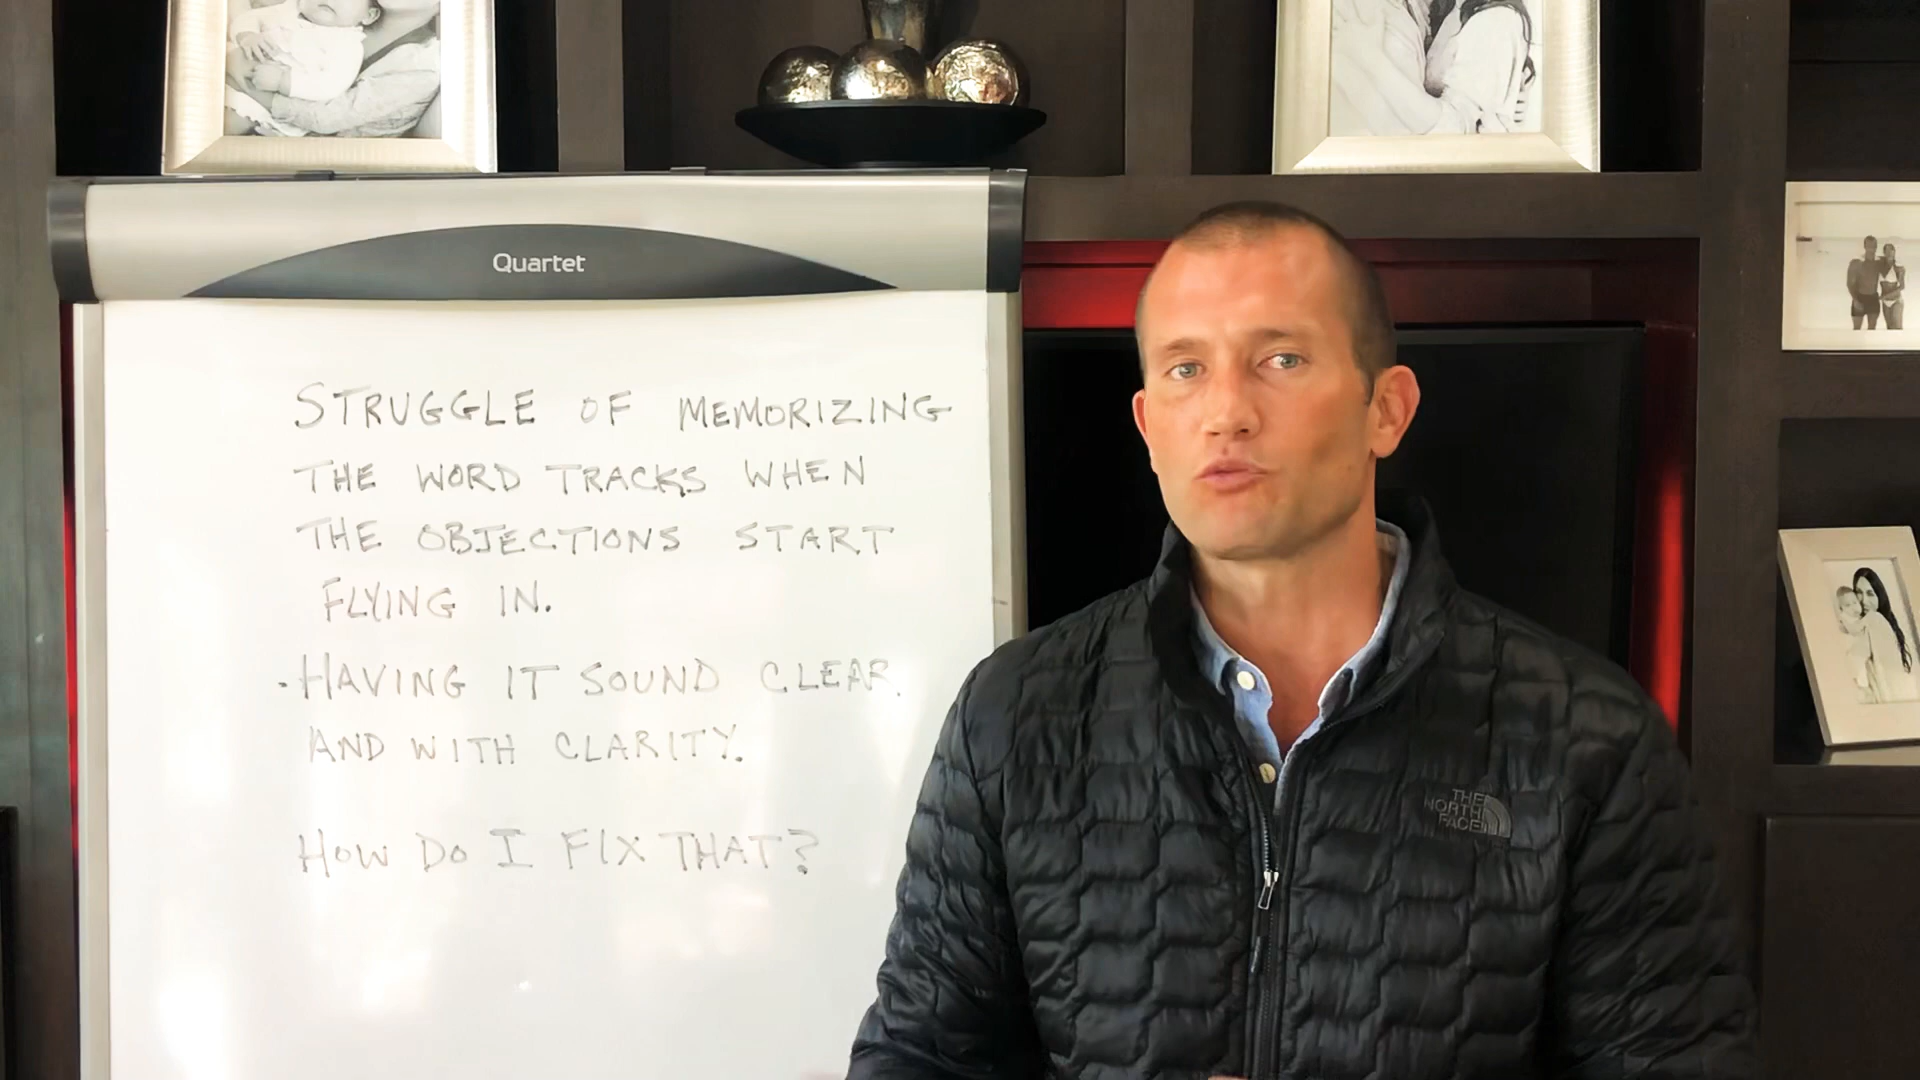 Quartet
STRUGGLE OF MEMORIZING
THE WORD TRACKS WHEN
THE OBJECTIONS START
FLYING IN.
·HAVING IT SOUND CLEAR
AND WITH CLARITY.
HOW DO I FIX THAT?
THE
NORTH
FACE